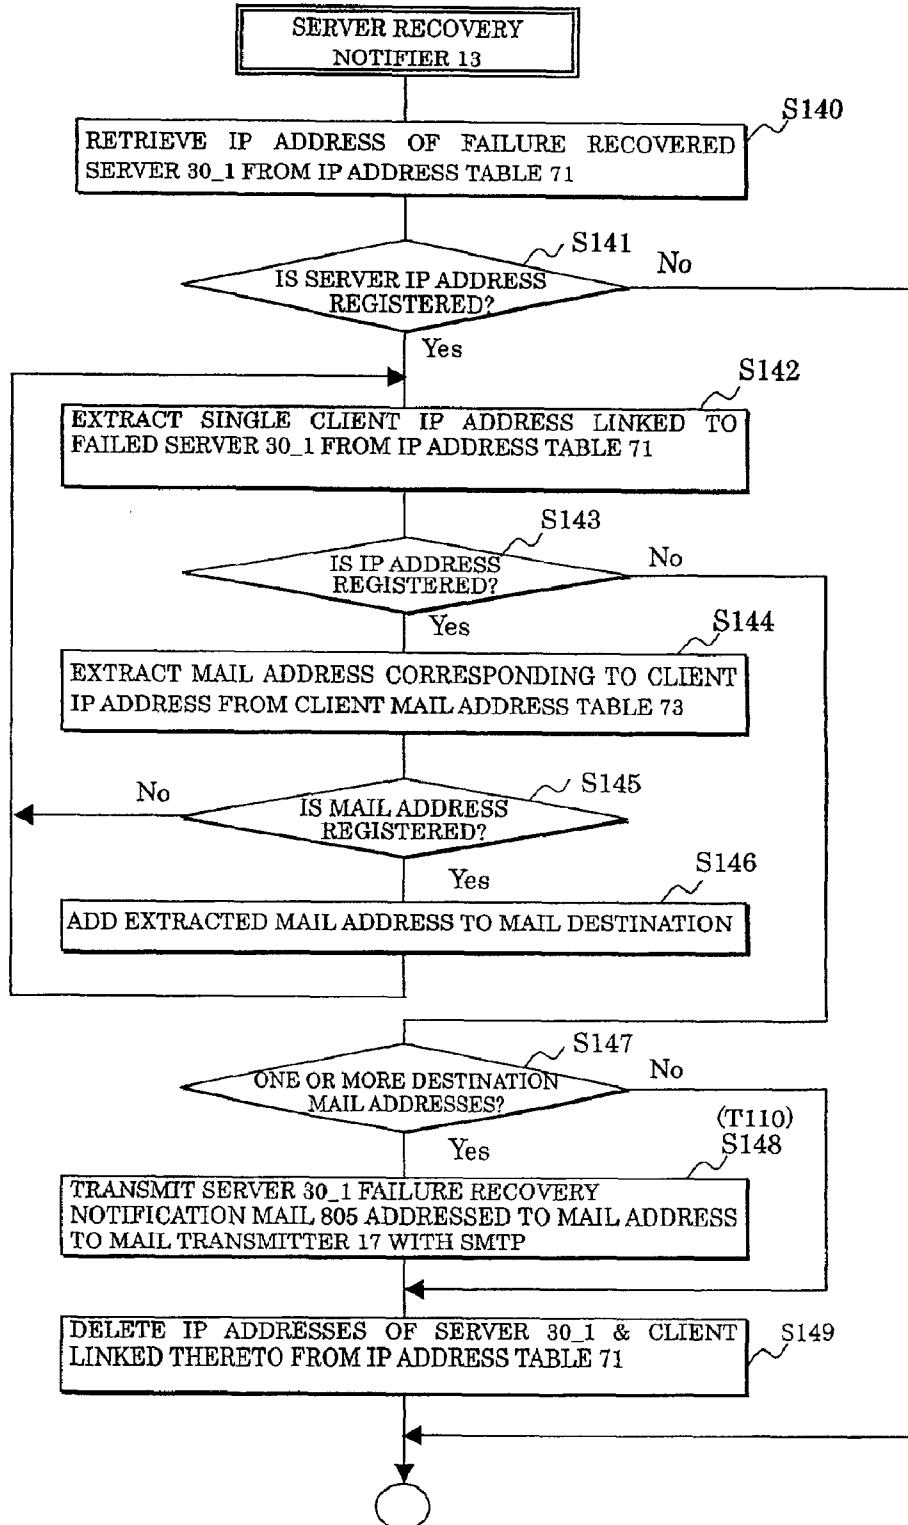 SERVER RECOVERY
NOTIFIER 13
S140
RETRIEVE IP ADDRESS OF FAILURE RECOVERED
SERVER 30_1 FROM IP ADDRESS TABLE 71
S141
No
IS SERVER IP ADDRESS
REGISTERED?
Yes
S142
EXTRACT SINGLE CLIENT IP ADDRESS LINKED TO
FAILED SERVER 30_1 FROM IP ADDRESS TABLE 71
S143
No
IS IP ADDRESS
REGISTERED?
Yes
S144
EXTRACT MAIL ADDRESS CORRESPONDING TO CLIENT
IP ADDRESS FROM CLIENT MAIL ADDRESS TABLE 73
S145
No
IS MAIL ADDRESS
REGISTERED?
Yes
S146
ADD EXTRACTED MAIL ADDRESS TO MAIL DESTINATION
S147
No
ONE OR MORE DESTINATION
MAIL ADDRESSES?
(T110)
S148
Yes
TRANSMIT SERVER 30_1 FAILURE RECOVERY
NOTIFICATION MAIL 805 ADDRESSED TO MAIL ADDRESS
TO MAIL TRANSMITTER 17 WITH SMTP
DELETE IP ADDRESSES OF SERVER 30_1 & CLIENT
LINKED THERETO FROM IP ADDRESS TABLE 71
S149